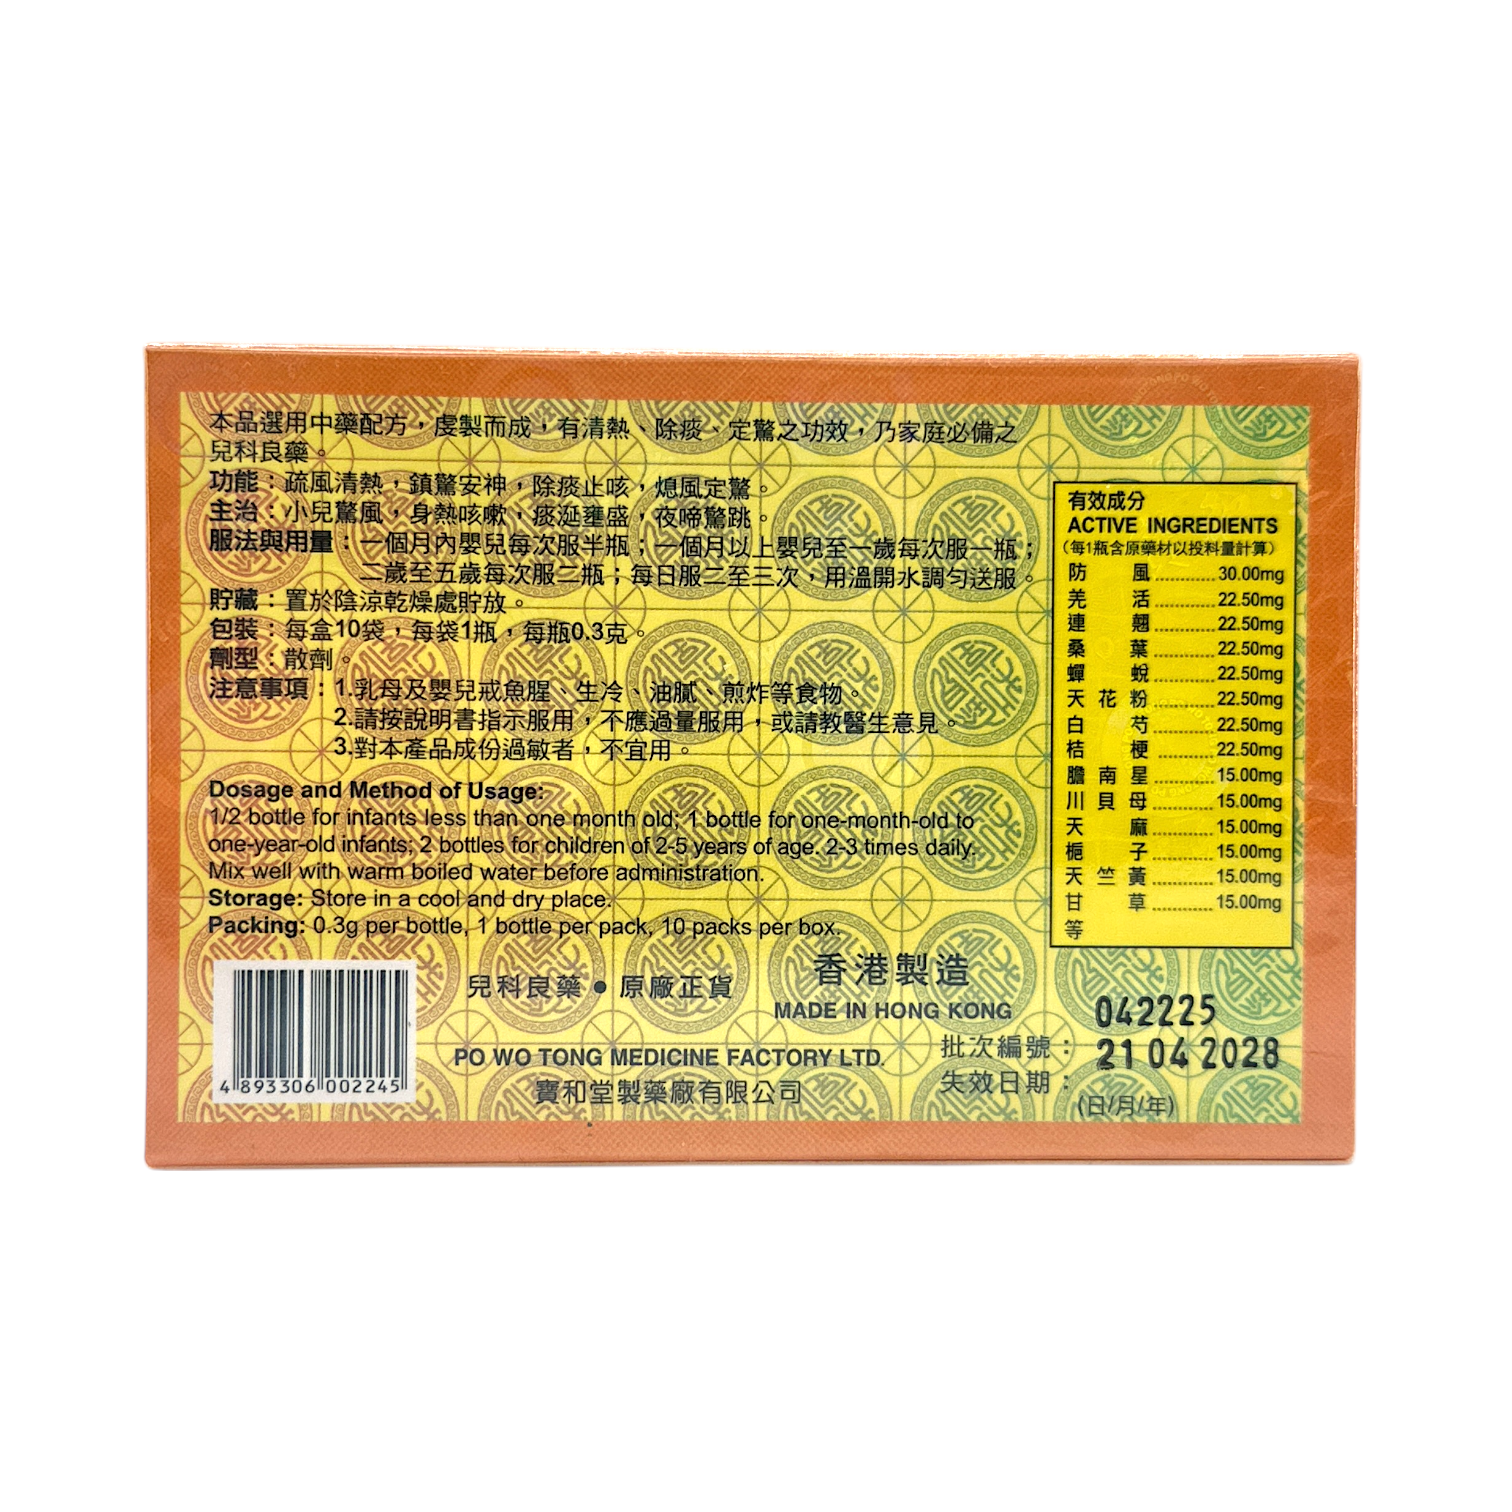 本品選用中藥配方，虔製而成，有清熱、除痰、定驚之功效，乃家庭必備之
兒科良藥。
功能：疏風清熱，鎮驚安神，除痰止咳，熄風定驚。
主治：小兒驚風，身熱咳嗽，痰涎壅盛，夜啼驚跳。
服法與用量：一個月內嬰兒每次服半瓶；一個月以上嬰兒至一歲每次服一瓶；
二歲至五歲每次服二瓶；每日服二至三次，用溫開水調勻送服。
貯藏：置於陰涼乾燥處貯放。
包裝：每盒10袋，每袋1瓶，每瓶0.3克。
劑型：散劑。
注意事項：1.乳母及嬰兒戒魚腥、生冷、油膩、煎炸等食物。
2.請按說明書指示服用，不應過量服用，或請教醫生意見。
3.對本產品成份過敏者，不宜用。
Dosage and Method of Usage:
1/2 bottle for infants less than one month old; 1 bottle for one-month-old to
one-year-old infants; 2 bottles for children of 2-5 years of age. 2-3 times daily.
Mix well with warm boiled water before administration.
Storage: Store in a cool and dry place.
Packing: 0.3g per bottle, 1 bottle per pack, 10 packs per box.
有效成分
ACTIVE INGREDIENTS
（每1瓶含原藥材以投料量計算）
防風..........30.00mg
羌活..........22.50mg
連翹..........22.50mg
桑葉..........22.50mg
蟬蛻..........22.50mg
天花粉..........22.50mg
白芍..........22.50mg
桔梗..........22.50mg
膽南星..........15.00mg
川貝母..........15.00mg
天麻..........15.00mg
梔子..........15.00mg
天竺黃..........15.00mg
甘草..........15.00mg
等
4 893306 002245
兒科良藥●原廠正貨
香港製造
MADE IN HONG KONG
PO WO TONG MEDICINE FACTORY LTD.
寶和堂製藥廠有限公司
042225
批次編號：21 04 2028
失效日期：
(日/月/年)